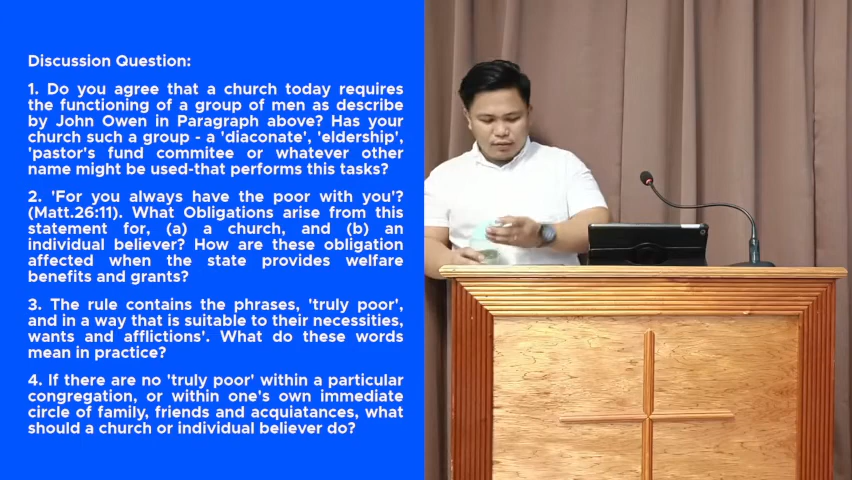 Discussion Question:
1. Do you agree that a church today requires
the functioning of a group of men as describe
by John Owen in Paragraph above? Has your
church such a group - a 'diaconate', 'eldership',
'pastor's fund commitee or whatever other
name might be used-that performs this tasks?
2. 'For you always have the poor with you'?
(Matt.26:11). What Obligations arise from this
statement for, (a) a church, and (b) an
individual believer? How are these obligation
affected when the state provides welfare
benefits and grants?
3. The rule contains the phrases, 'truly poor',
and in a way that is suitable to their necessities,
wants and afflictions'. What do these words
mean in practice?
4. If there are no 'truly poor' within a particular
congregation, or within one's own immediate
circle of family, friends and acquiatances, what
should a church or individual believer do?